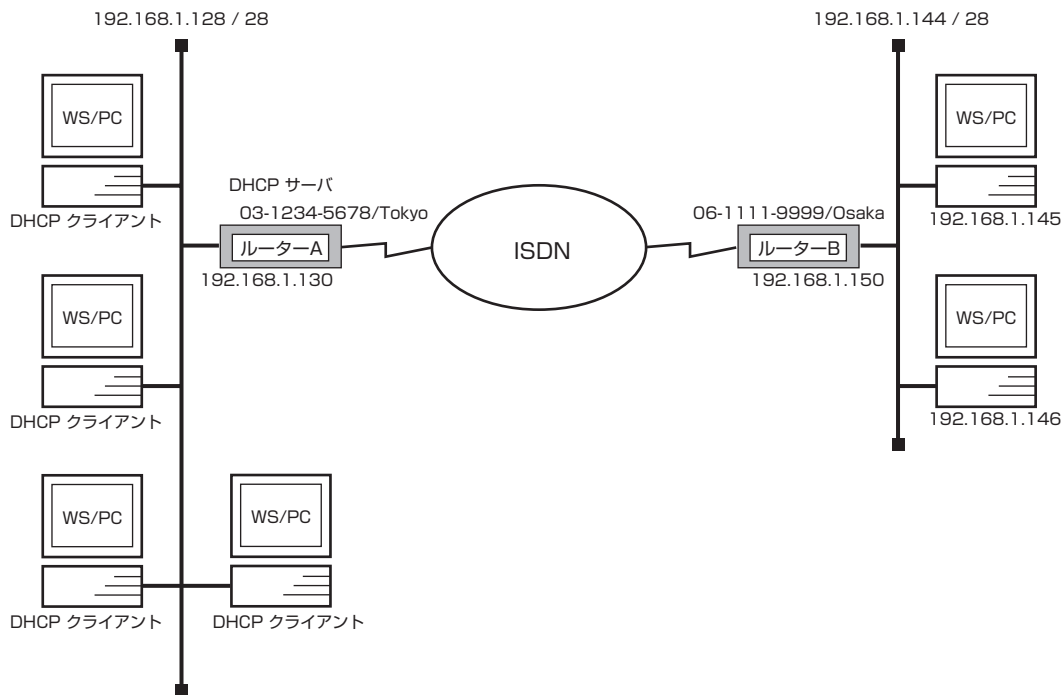 192.168.1.128 / 28
192.168.1.144 / 28
WS/PC
DHCP クライアント
DHCP サーバ
03-1234-5678/Tokyo
ルーターA
192.168.1.130
ISDN
06-1111-9999/Osaka
ルーターB
192.168.1.150
WS/PC
192.168.1.145
WS/PC
DHCP クライアント
WS/PC
192.168.1.146
WS/PC
DHCP クライアント
WS/PC
DHCP クライアント